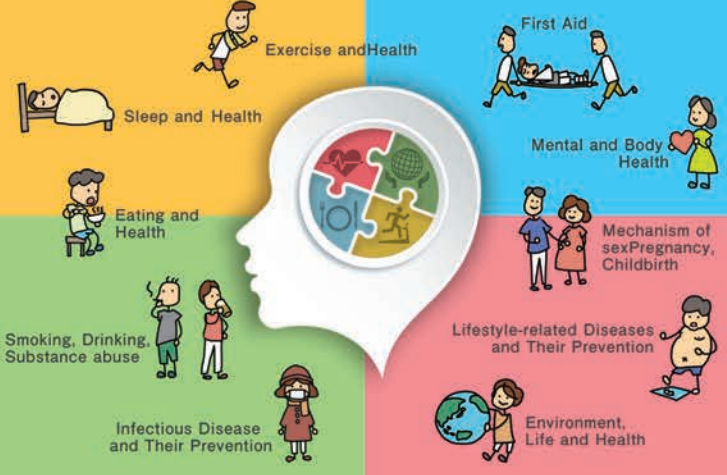 Exercise andHealth
Sleep and Health
Eating and
Health
Smoking, Drinking,
Substance abuse
Infectious Disease
and Their Prevention
First Aid
Mental and Body
Health
Mechanism of
sexPregnancy,
Childbirth
Lifestyle-related Diseases
and Their Prevention
Environment,
Life and Health